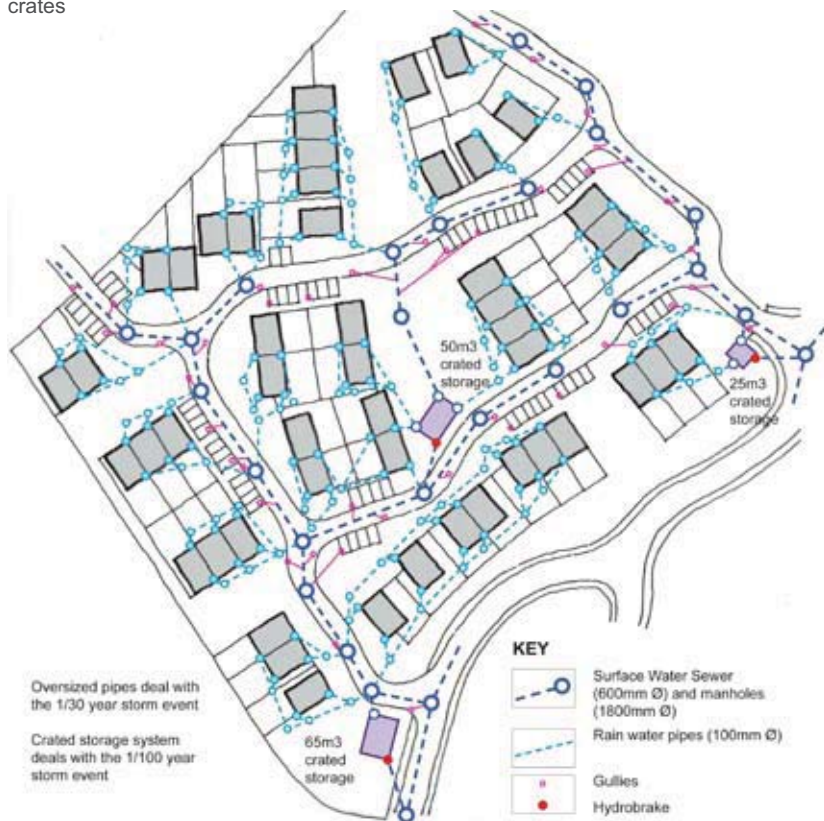 crates
50m3
crated
storage
25m3
crated
storage
65m3
crated
storage
Oversized pipes deal with
the 1/30 year storm event
Crated storage system
deals with the 1/100 year
storm event
KEY
Surface Water Sewer
(600mm Ø) and manholes
(1800mm Ø)
Rain water pipes (100mm Ø)
Gullies
Hydrobrake